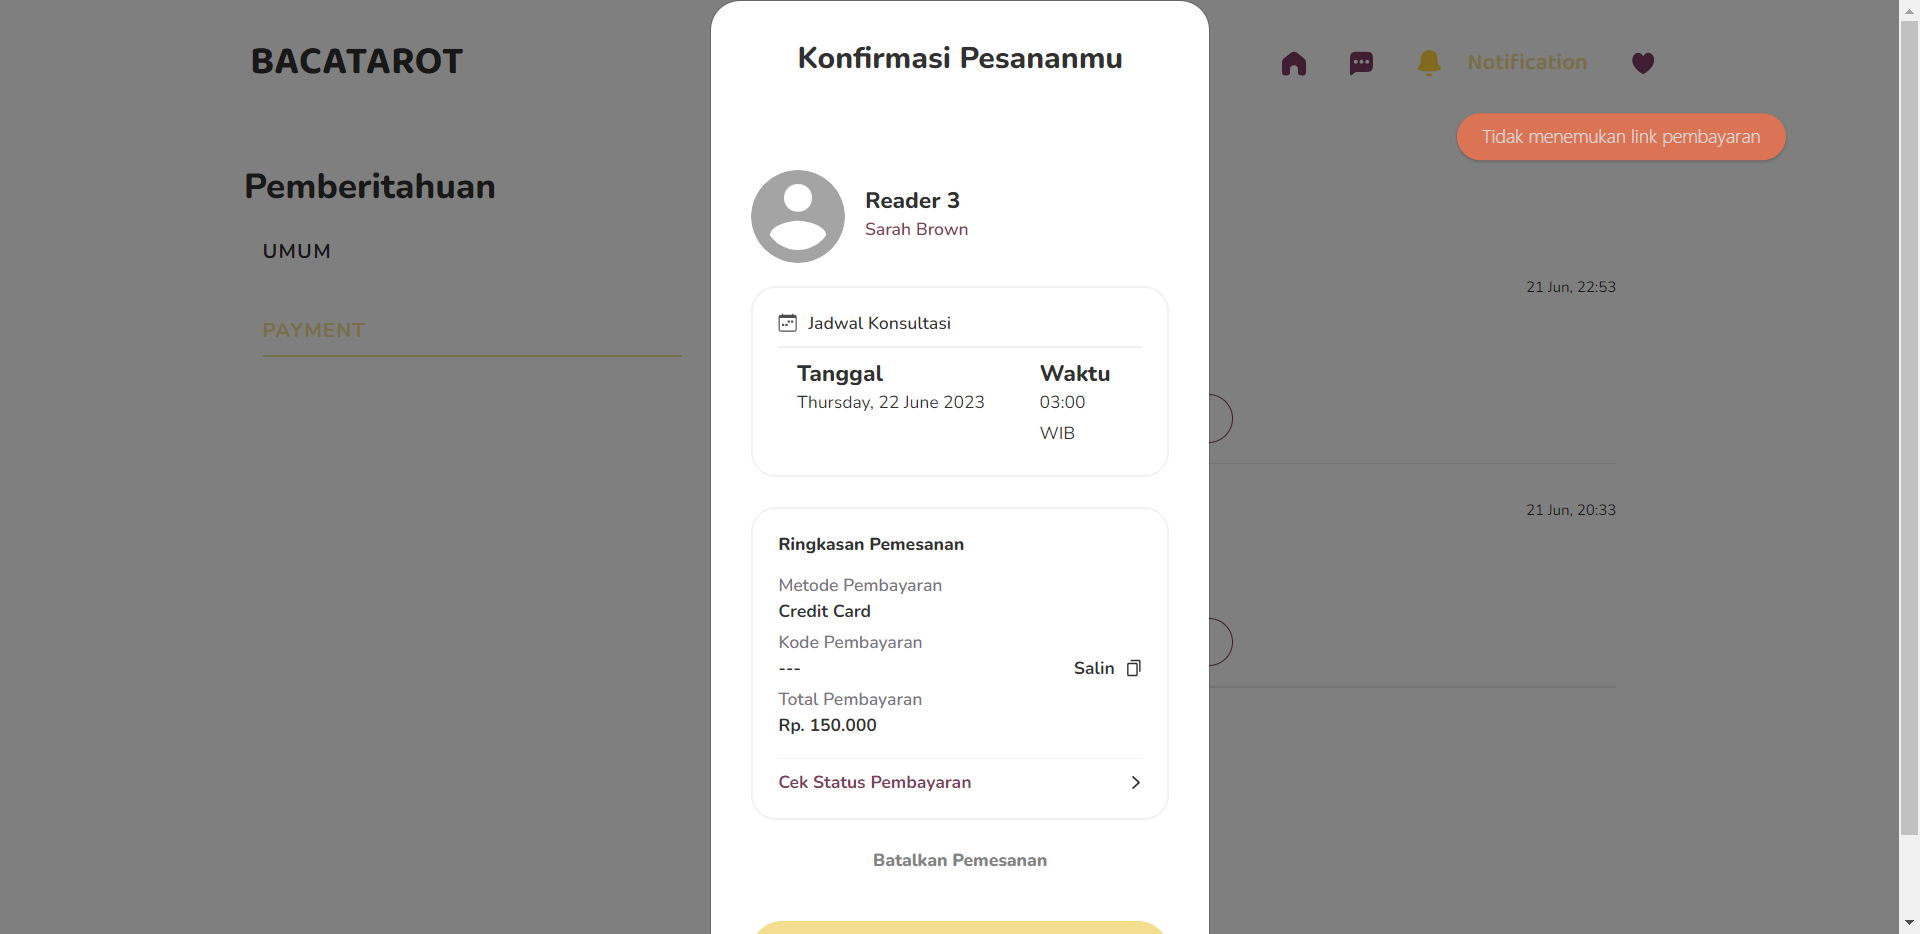 BACATAROT
Notification
Tidak menemukan link pembayaran
Pemberitahuan
UMUM
PAYMENT
Konfirmasi Pesananmu
Reader 3
Sarah Brown
Jadwal Konsultasi
Tanggal
Thursday, 22 June 2023
Waktu
03:00
WIB
Ringkasan Pemesanan
Metode Pembayaran
Credit Card
Kode Pembayaran
---
Salin
Total Pembayaran
Rp. 150.000
Cek Status Pembayaran
Batalkan Pemesanan
21 Jun, 22:53
21 Jun, 20:33